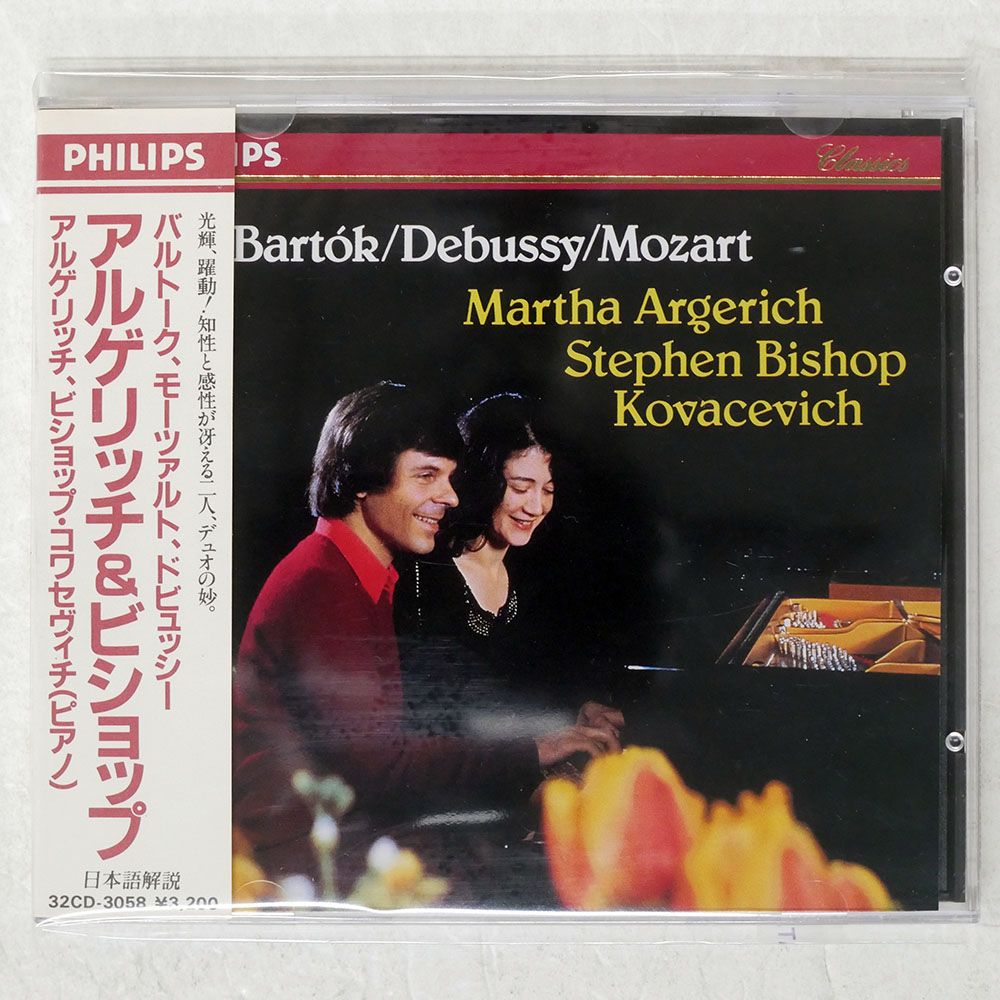 PHILIPS
光輝、躍動!知性と感性が冴える二人、デュオの妙。
バルトーク、モーツァルト、ドビュッシー
アルゲリッチ&ビショップ
アルゲリッチ、ビショップ・コワセヴィチ(ピアノ)
日本語解説
32CD-3058 ¥3,200
IPS
Classics
Bartók/Debussy/Mozart
Martha Argerich
Stephen Bishop
Kovacevich